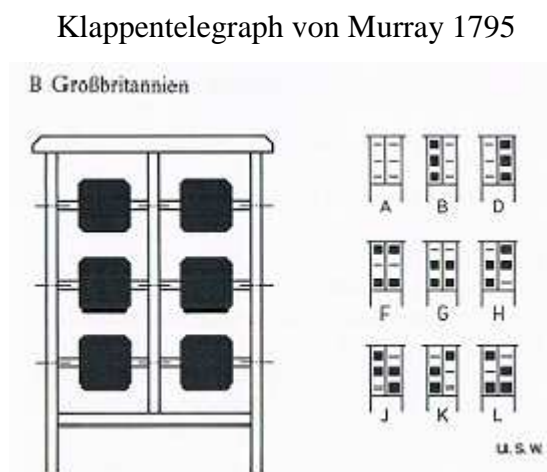 Klappentelegraph von Murray 1795
B Großbritannien
A B D
F G H
J K L
u. s. w.